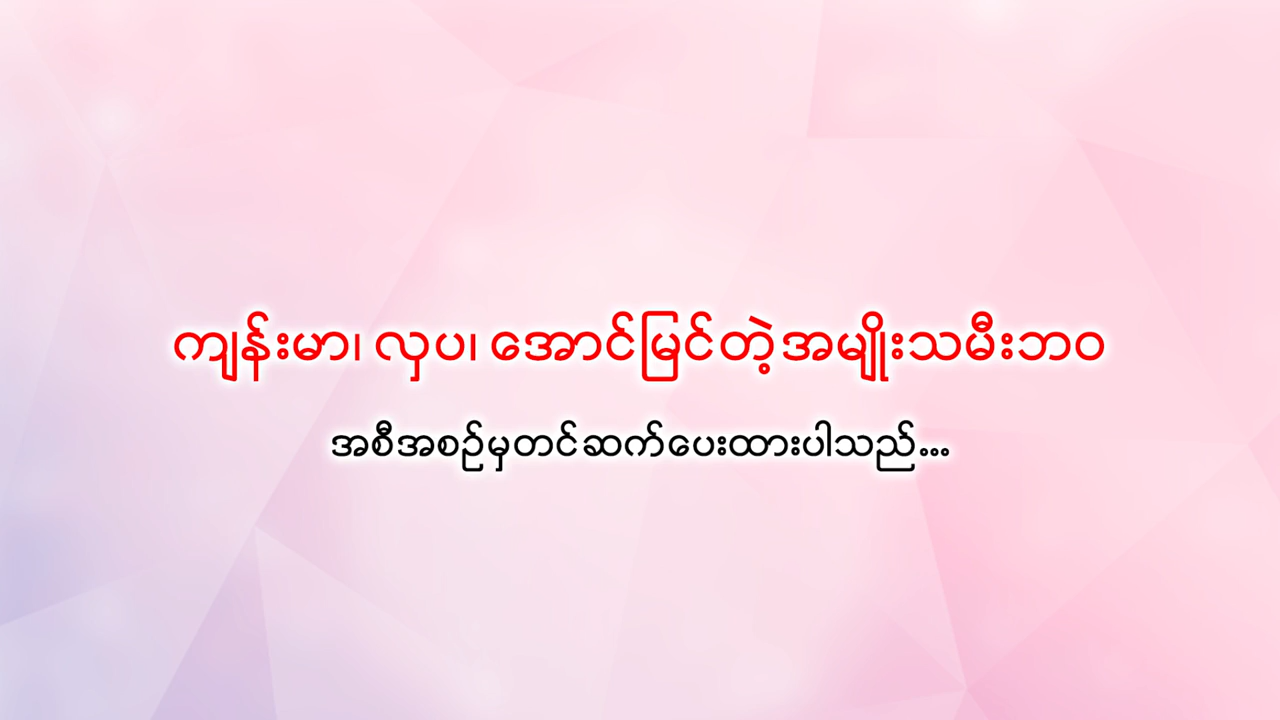 ကျန်းမာ၊ လှပ၊ အောင်မြင်တဲ့အမျိုးသမီးဘဝ
အစီအစဉ်မှတင်ဆက်ပေးထားပါသည်...